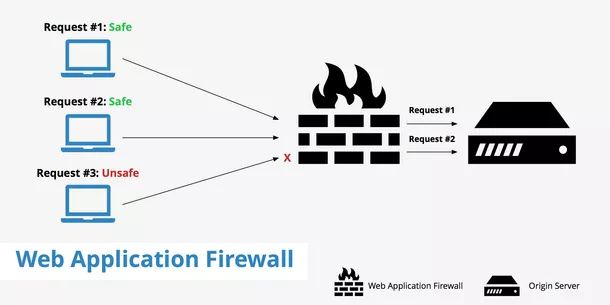 Request #1: Safe
Request #2: Safe
Request #3: Unsafe
X
Request #1
Request #2
Web Application Firewall
Web Application Firewall
Origin Server